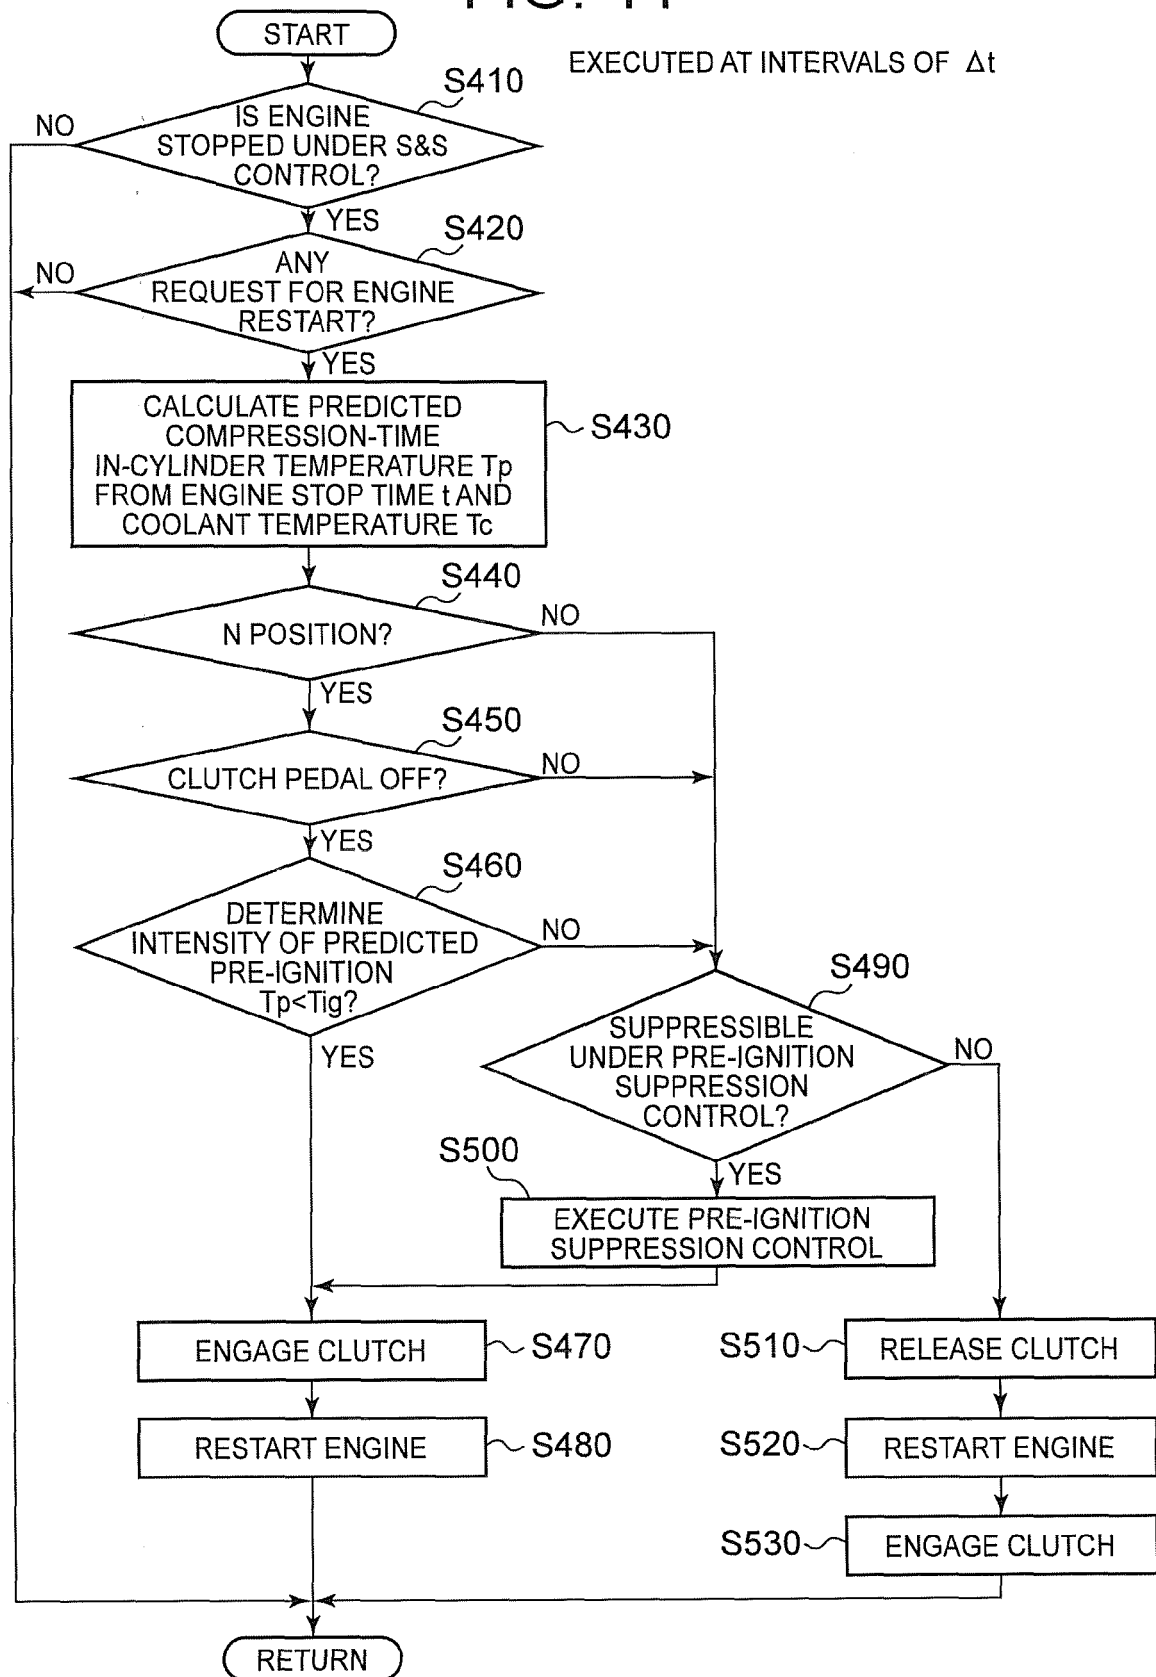 START
EXECUTED AT INTERVALS OF Δt
S410
IS ENGINE
STOPPED UNDER S&S
CONTROL?
NO
YES
S420
ANY
REQUEST FOR ENGINE
RESTART?
NO
YES
CALCULATE PREDICTED
COMPRESSION-TIME
IN-CYLINDER TEMPERATURE Tp
FROM ENGINE STOP TIME t AND
COOLANT TEMPERATURE Tc
S430
S440
N POSITION?
NO
YES
S450
CLUTCH PEDAL OFF?
NO
YES
S460
DETERMINE
INTENSITY OF PREDICTED
PRE-IGNITION
Tp<Tig?
NO
YES
S490
SUPPRESSIBLE
UNDER PRE-IGNITION
SUPPRESSION
CONTROL?
NO
YES
S500
EXECUTE PRE-IGNITION
SUPPRESSION CONTROL
ENGAGE CLUTCH
S470
S510
RELEASE CLUTCH
RESTART ENGINE
S480
S520
RESTART ENGINE
S530
ENGAGE CLUTCH
RETURN